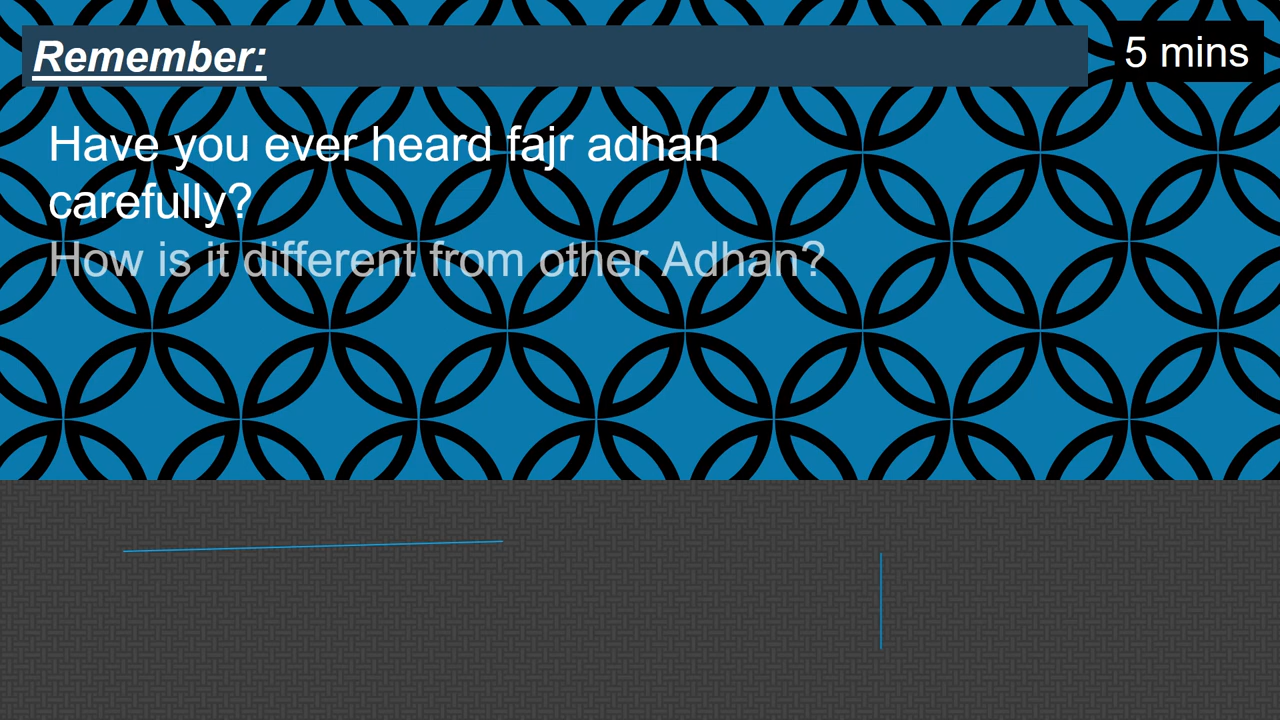 Remember:
5 mins
Have you ever heard fajr adhan
carefully?
How is it different from other Adhan?